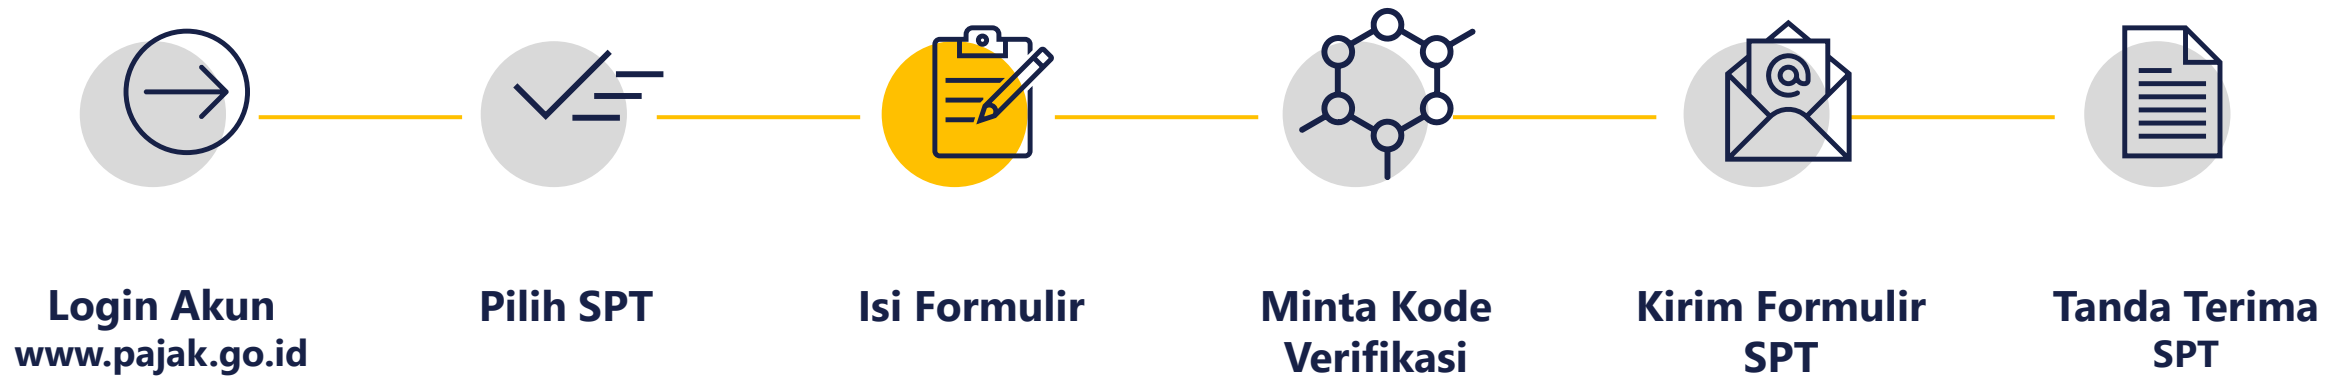 Login Akun
www.pajak.go.id
Pilih SPT
Isi Formulir
Minta Kode
Verifikasi
Kirim Formulir
SPT
Tanda Terima
SPT